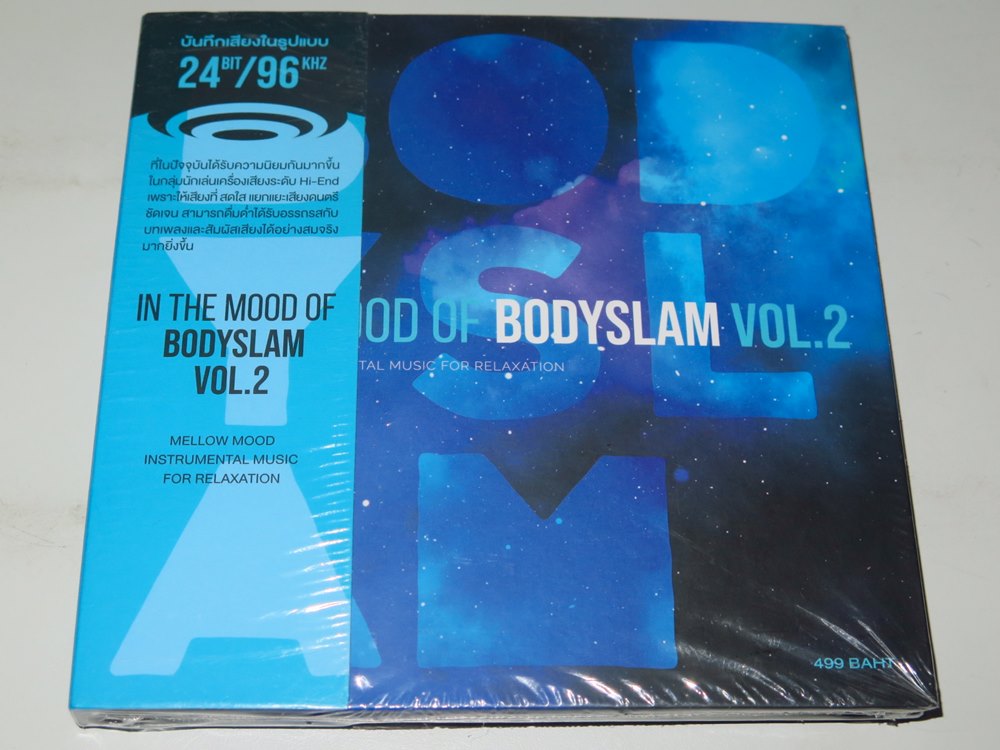 บันทึกเสียงในรูปแบบ
24BIT/96KHZ
ที่ในปัจจุบันได้รับความนิยมกันมากขึ้น
ในกลุ่มนักเล่นเครื่องเสียงระดับ Hi-End
เพราะให้เสียงที่ สดใส แยกแยะเสียงดนตรี
ชัดเจน สามารถดื่มด่ำได้รับอรรถรสกับ
บทเพลงและสัมผัสเสียงได้อย่างสมจริง
มากยิ่งขึ้น
IN THE MOOD OF
BODYSLAM
VOL.2
MELLOW MOOD
INSTRUMENTAL MUSIC
FOR RELAXATION
B O D
Y S L
A M
OOD OF BODYSLAM VOL.2
TAL MUSIC FOR RELAXATION
499 BAHT